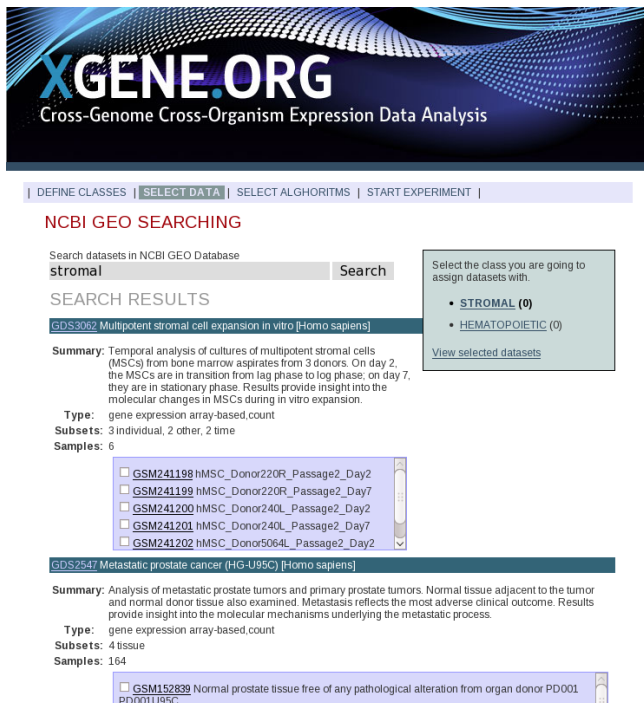 XGENE.ORG
Cross-Genome Cross-Organism Expression Data Analysis
| DEFINE CLASSES | SELECT DATA | SELECT ALGHORITMS | START EXPERIMENT |
NCBI GEO SEARCHING
Search datasets in NCBI GEO Database
stromal Search
Select the class you are going to
assign datasets with.
• STROMAL (0)
• HEMATOPOIETIC (0)
View selected datasets
SEARCH RESULTS
GDS3062 Multipotent stromal cell expansion in vitro [Homo sapiens]
Summary: Temporal analysis of cultures of multipotent stromal cells
(MSCs) from bone marrow aspirates from 3 donors. On day 2,
the MSCs are in transition from lag phase to log phase; on day 7,
they are in stationary phase. Results provide insight into the
molecular changes in MSCs during in vitro expansion.
Type: gene expression array-based,count
Subsets: 3 individual, 2 other, 2 time
Samples: 6
GSM241198 hMSC_Donor220R_Passage2_Day2
GSM241199 hMSC_Donor220R_Passage2_Day7
GSM241200 hMSC_Donor240L_Passage2_Day2
GSM241201 hMSC_Donor240L_Passage2_Day7
GSM241202 hMSC_Donor5064L_Passage2_Day2
GDS2547 Metastatic prostate cancer (HG-U95C) [Homo sapiens]
Summary: Analysis of metastatic prostate tumors and primary prostate tumors. Normal tissue adjacent to the tumor
and normal donor tissue also examined. Metastasis reflects the most adverse clinical outcome. Results
provide insight into the molecular mechanisms underlying the metastatic process.
Type: gene expression array-based,count
Subsets: 4 tissue
Samples: 164
GSM152839 Normal prostate tissue free of any pathological alteration from organ donor PD001
PD001U95C